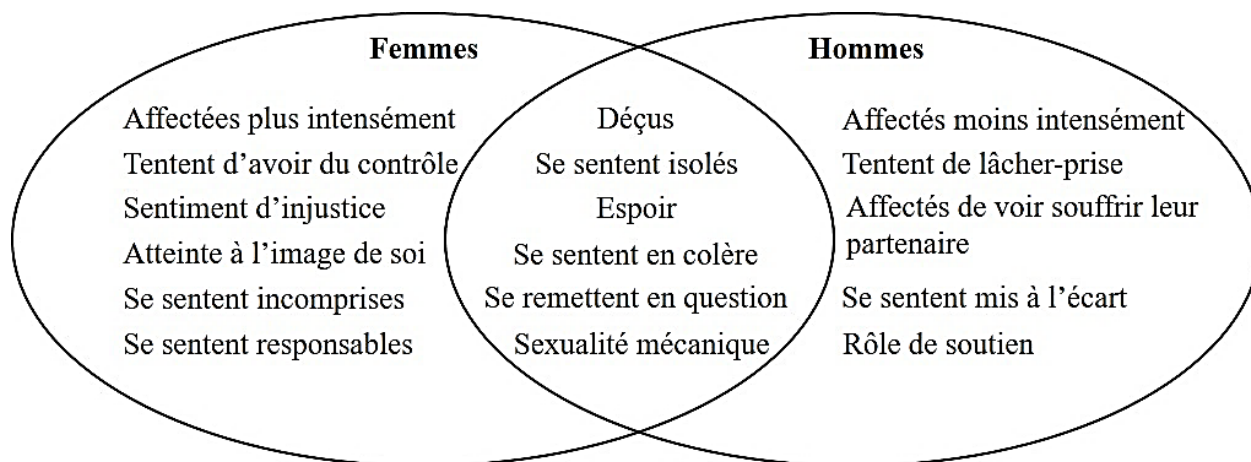 Femmes
Hommes
Affectées plus intensément
Tentent d’avoir du contrôle
Sentiment d’injustice
Atteinte à l’image de soi
Se sentent incomprises
Se sentent responsables
Déçus
Se sentent isolés
Espoir
Se sentent en colère
Se remettent en question
Sexualité mécanique
Affectés moins intensément
Tentent de lâcher-prise
Affectés de voir souffrir leur
partenaire
Se sentent mis à l’écart
Rôle de soutien